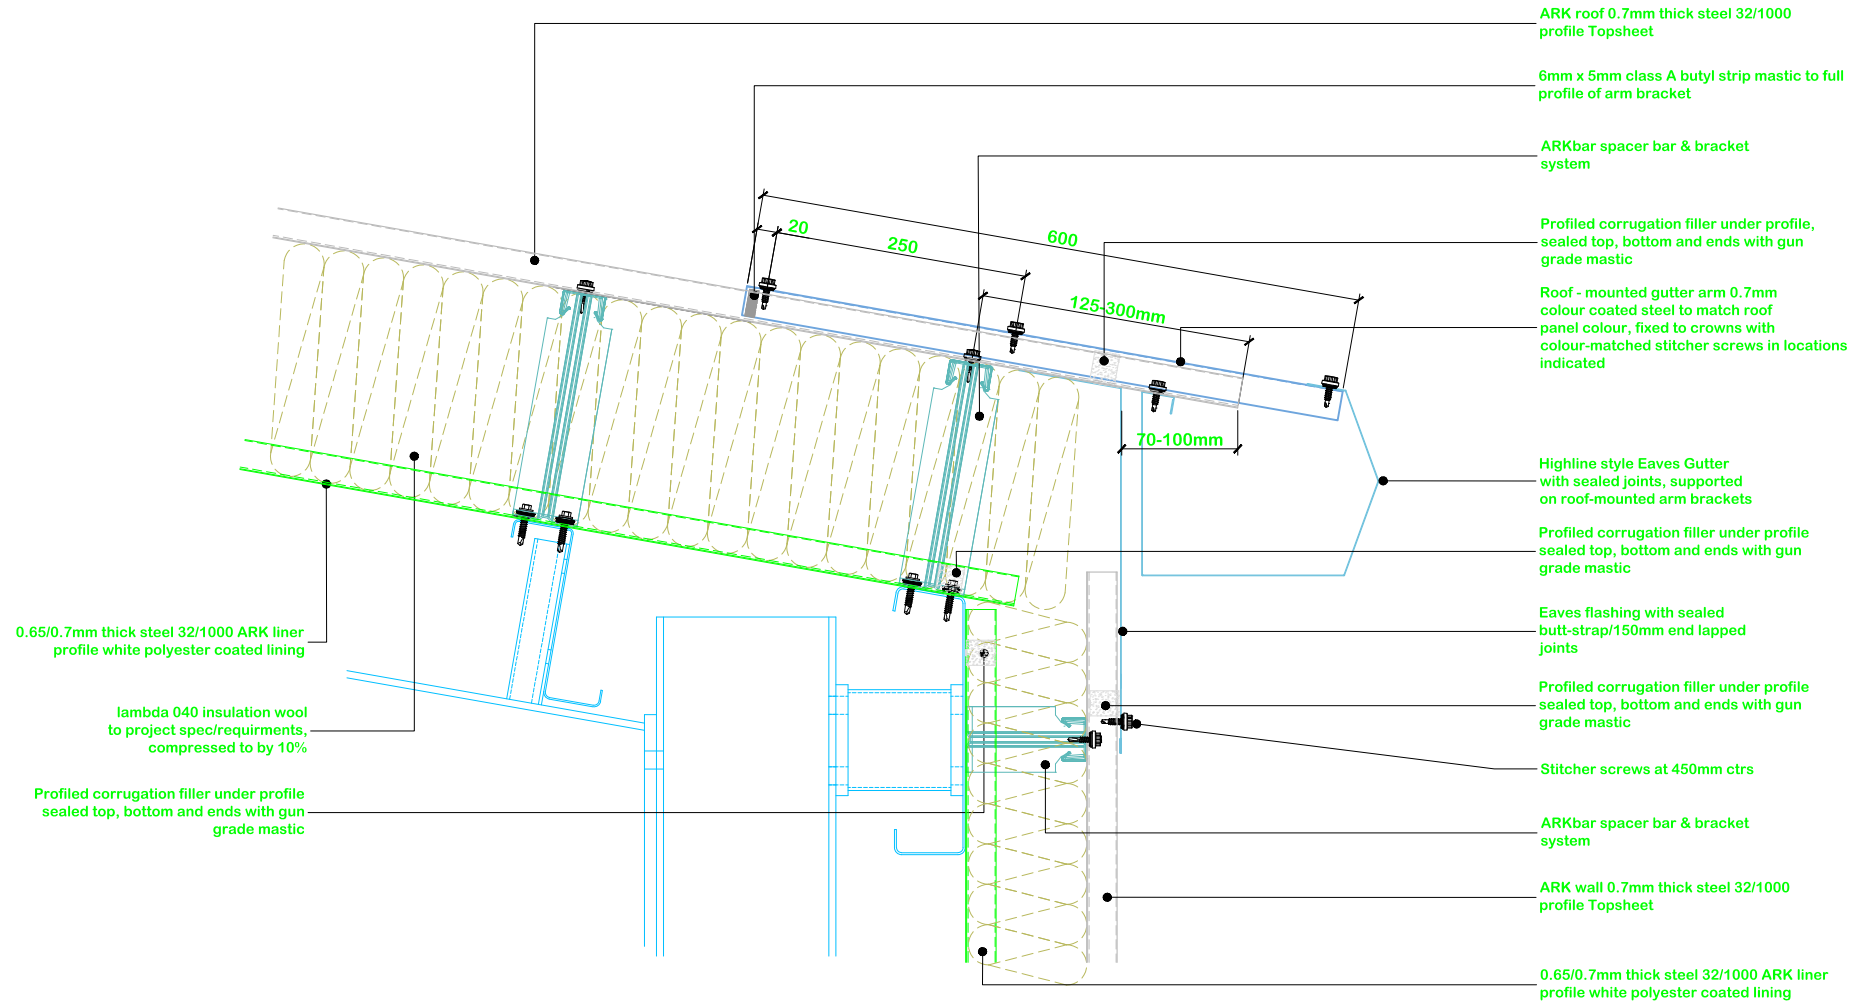 ARK roof 0.7mm thick steel 32/1000
profile Topsheet
6mm x 5mm class A butyl strip mastic to full
profile of arm bracket
ARKbar spacer bar & bracket
system
Profiled corrugation filler under profile,
sealed top, bottom and ends with gun
grade mastic
Roof - mounted gutter arm 0.7mm
colour coated steel to match roof
panel colour, fixed to crowns with
colour-matched stitcher screws in locations
indicated
20
250
600
125-300mm
70-100mm
Highline style Eaves Gutter
with sealed joints, supported
on roof-mounted arm brackets
Profiled corrugation filler under profile
sealed top, bottom and ends with gun
grade mastic
Eaves flashing with sealed
butt-strap/150mm end lapped
joints
Profiled corrugation filler under profile
sealed top, bottom and ends with gun
grade mastic
Stitcher screws at 450mm ctrs
ARKbar spacer bar & bracket
system
ARK wall 0.7mm thick steel 32/1000
profile Topsheet
0.65/0.7mm thick steel 32/1000 ARK liner
profile white polyester coated lining
0.65/0.7mm thick steel 32/1000 ARK liner
profile white polyester coated lining
lambda 040 insulation wool
to project spec/requirments,
compressed to by 10%
Profiled corrugation filler under profile
sealed top, bottom and ends with gun
grade mastic